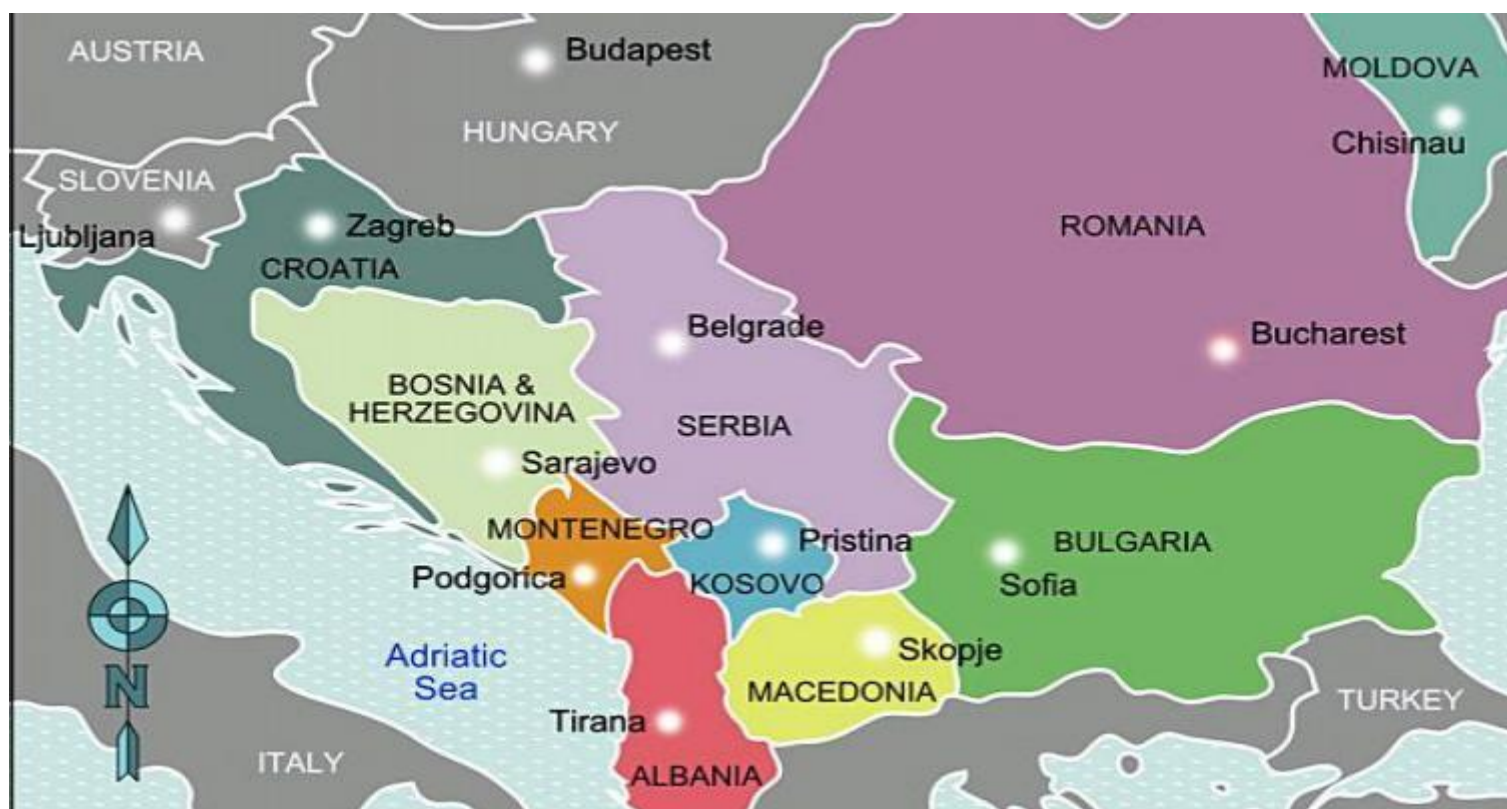 AUSTRIA
Budapest
MOLDOVA
HUNGARY
Chisinau
SLOVENIA
Ljubljana
Zagreb
ROMANIA
CROATIA
Belgrade
Bucharest
BOSNIA &
HERZEGOVINA
SERBIA
Sarajevo
MONTENEGRO
Pristina
BULGARIA
Podgorica
KOSOVO
Sofia
Adriatic
Sea
Skopje
N
MACEDONIA
TURKEY
Tirana
ITALY
ALBANIA